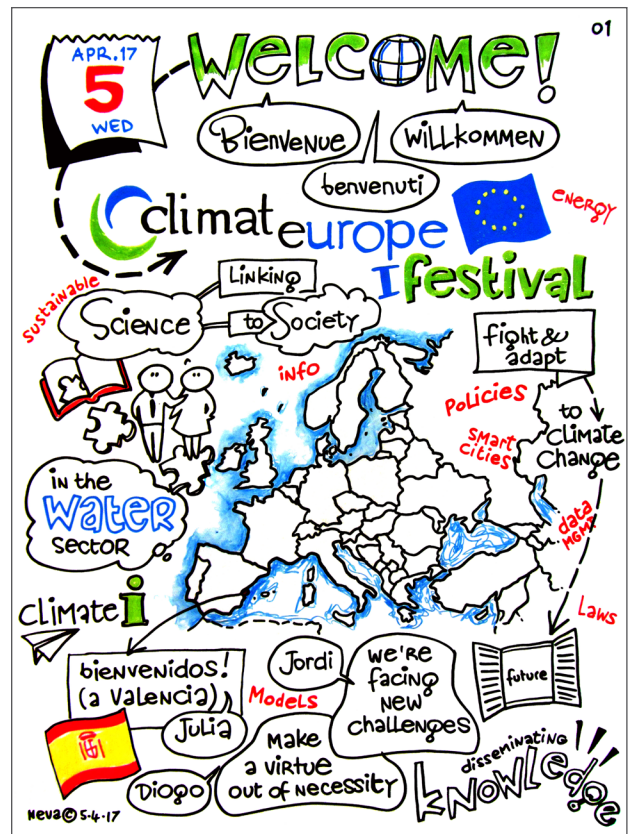 01
APR.17
5
WED
WELCOME!
Bienvenue
WILLKOMMEN
benvenuti
climateurope
ENERGY
I festival
sustainable
Linking
Science
to Society
fight &
adapt
info
Policies
to
Climate
Change
SMart
cities
in the
WateR
sector
data
MGMT
climate i
Laws
bienvenidos!
(a Valencia)
Jordi
we're
facing
new
challenges
future
Models
Julia
Make
a virtue
out of necessity
Diogo
disseminating
knowledge
Neva © 5.4.17